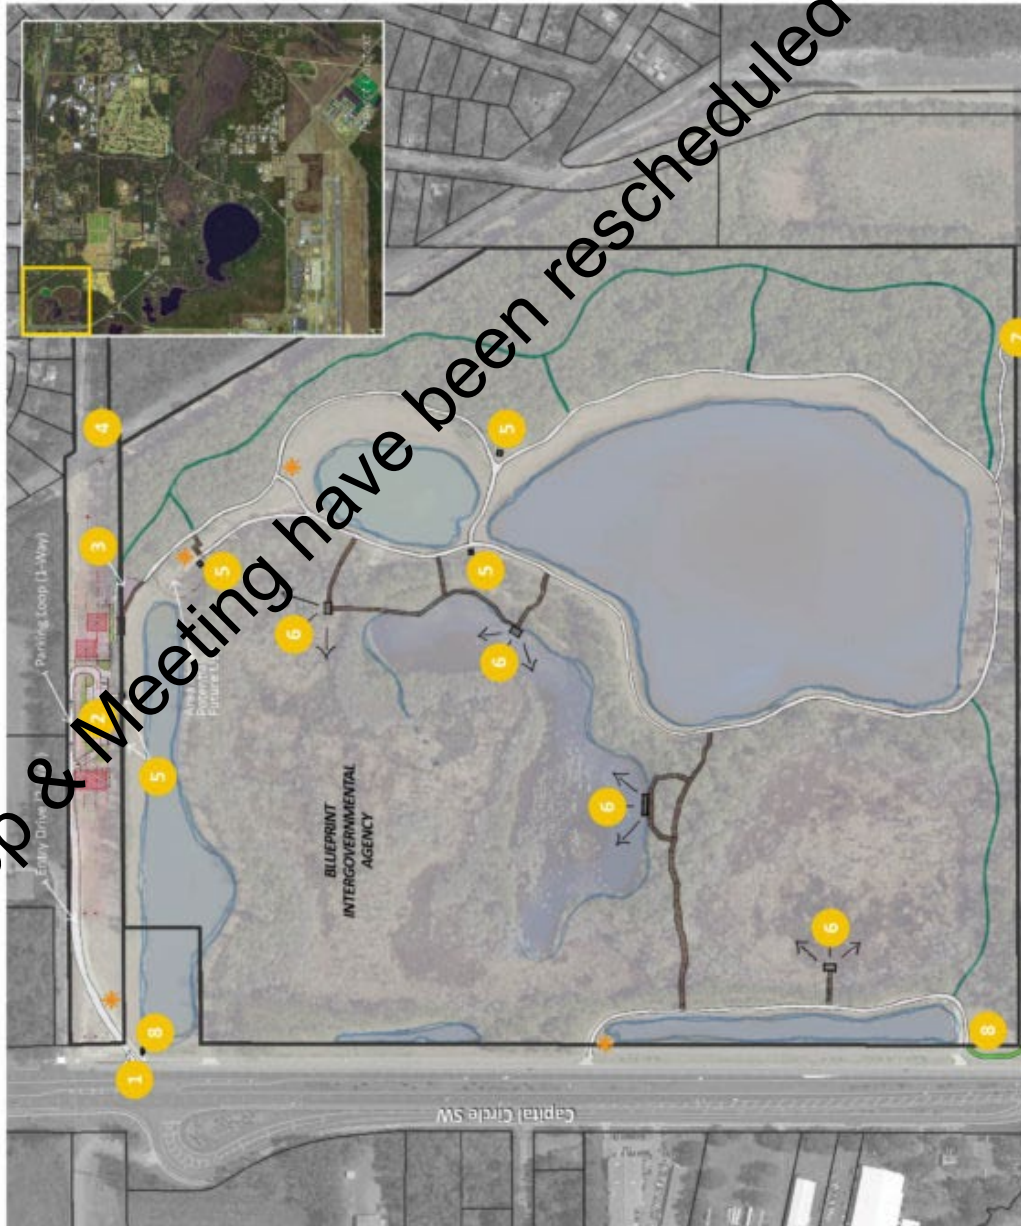 & Meeting have been rescheduled
Parking Loop (1-Way)
Entry Drive
BLUEPRINT
INTERGOVERNMENTAL
AGENCY
Capital Circle SW
4
3
2
5
5
5
5
6
6
6
6
7
8
8
1